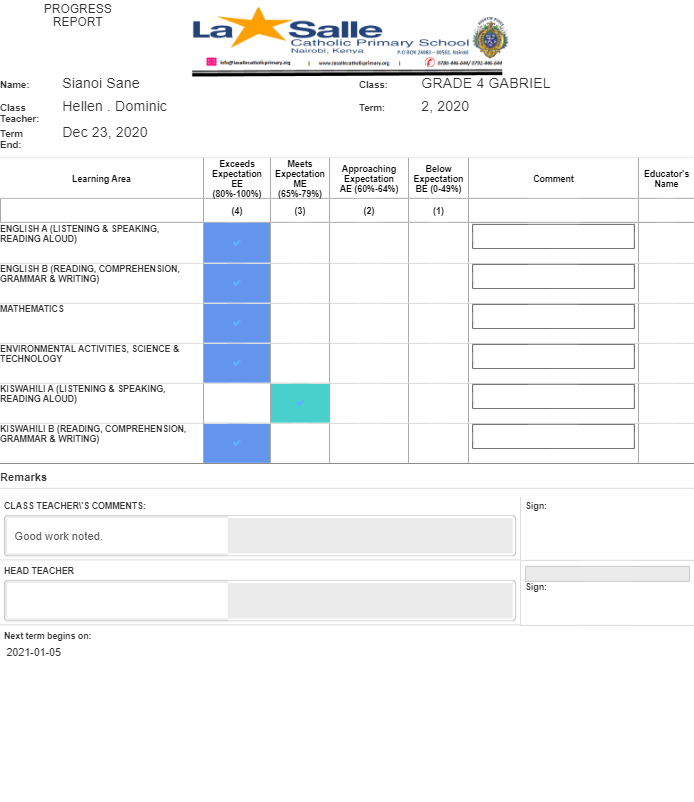 PROGRESS
REPORT
La Salle
Catholic Primary School
Nairobi, Kenya
P.O BOX 24083 - 00502, Nairobi
info@lasallecatholicprimary.org | www.lasallecatholicprimary.org | 0780-446-644/ 0792-446-644
Name: Sianoi Sane Class: GRADE 4 GABRIEL
Class Teacher: Hellen . Dominic Term: 2, 2020
Term End: Dec 23, 2020
Learning Area
Exceeds Expectation EE (80%-100%)
Meets Expectation ME (65%-79%)
Approaching Expectation AE (60%-64%)
Below Expectation BE (0-49%)
Comment
Educator's Name
(4) (3) (2) (1)
ENGLISH A (LISTENING & SPEAKING,
READING ALOUD)
ENGLISH B (READING, COMPREHENSION,
GRAMMAR & WRITING)
MATHEMATICS
ENVIRONMENTAL ACTIVITIES, SCIENCE &
TECHNOLOGY
KISWAHILI A (LISTENING & SPEAKING,
READING ALOUD)
KISWAHILI B (READING, COMPREHENSION,
GRAMMAR & WRITING)
Remarks
CLASS TEACHER\'S COMMENTS: Sign:
Good work noted.
HEAD TEACHER
Sign:
Next term begins on:
2021-01-05